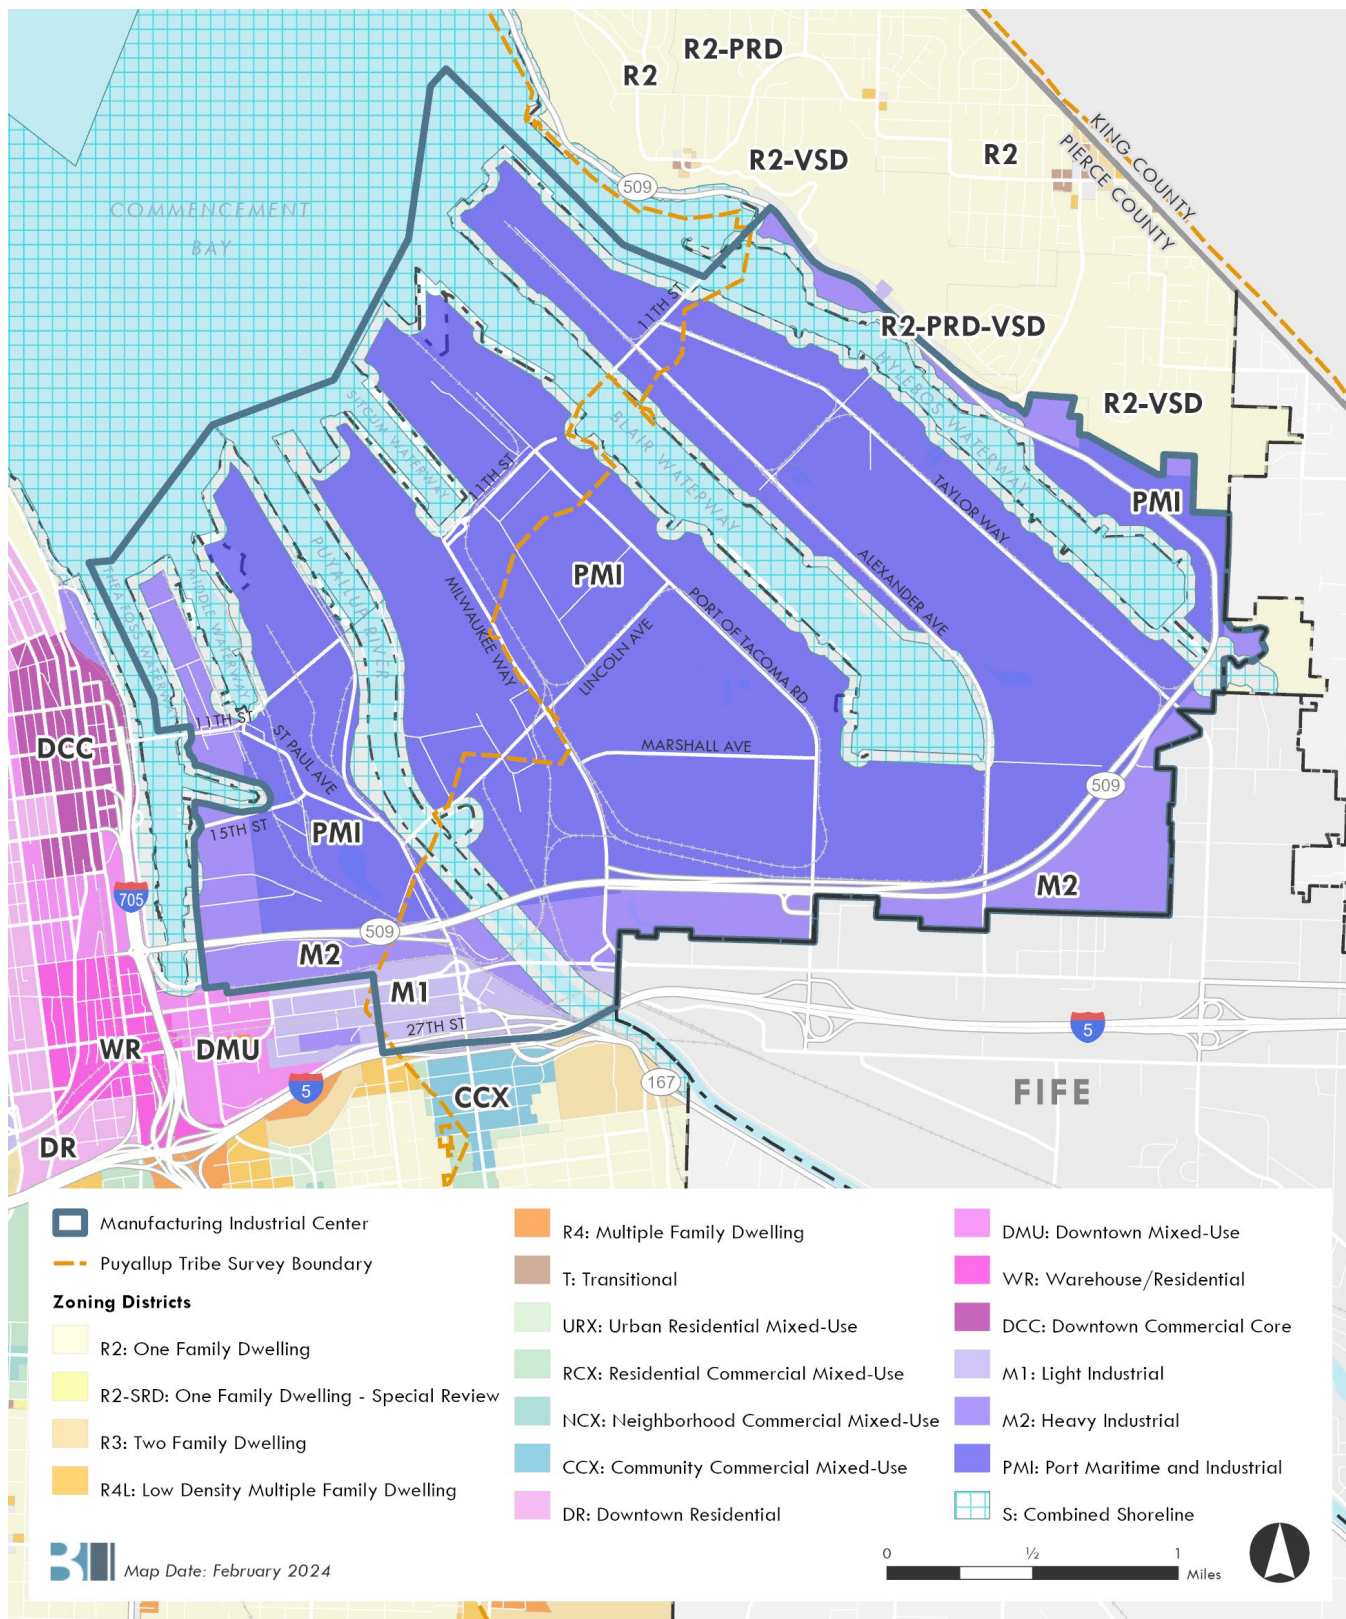 R2-PRD
R2
R2-VSD
R2
KING COUNTY
PIERCE COUNTY
509
COMMENCEMENT
BAY
11TH ST
R2-PRD-VSD
HYLEBOS WATERWAY
R2-VSD
SITCUM WATERWAY
BLAIR WATERWAY
11TH ST
TAYLOR WAY
PMI
PUYALLUP RIVER
PMI
ALEXANDER AVE
THEA FOSS WATERWAY
MIDDLE WATERWAY
MILWAUKEE WAY
LINCOLN AVE
PORT OF TACOMA RD
11TH ST
DCC
ST PAUL AVE
MARSHALL AVE
509
15TH ST
PMI
705
M2
509
M2
M1
27TH ST
5
WR
DMU
5
167
FIFE
CCX
DR
Manufacturing Industrial Center
Puyallup Tribe Survey Boundary
Zoning Districts
R2: One Family Dwelling
R2-SRD: One Family Dwelling - Special Review
R3: Two Family Dwelling
R4L: Low Density Multiple Family Dwelling
R4: Multiple Family Dwelling
T: Transitional
URX: Urban Residential Mixed-Use
RCX: Residential Commercial Mixed-Use
NCX: Neighborhood Commercial Mixed-Use
CCX: Community Commercial Mixed-Use
DR: Downtown Residential
DMU: Downtown Mixed-Use
WR: Warehouse/Residential
DCC: Downtown Commercial Core
M1: Light Industrial
M2: Heavy Industrial
PMI: Port Maritime and Industrial
S: Combined Shoreline
Map Date: February 2024
0 ½ 1
Miles